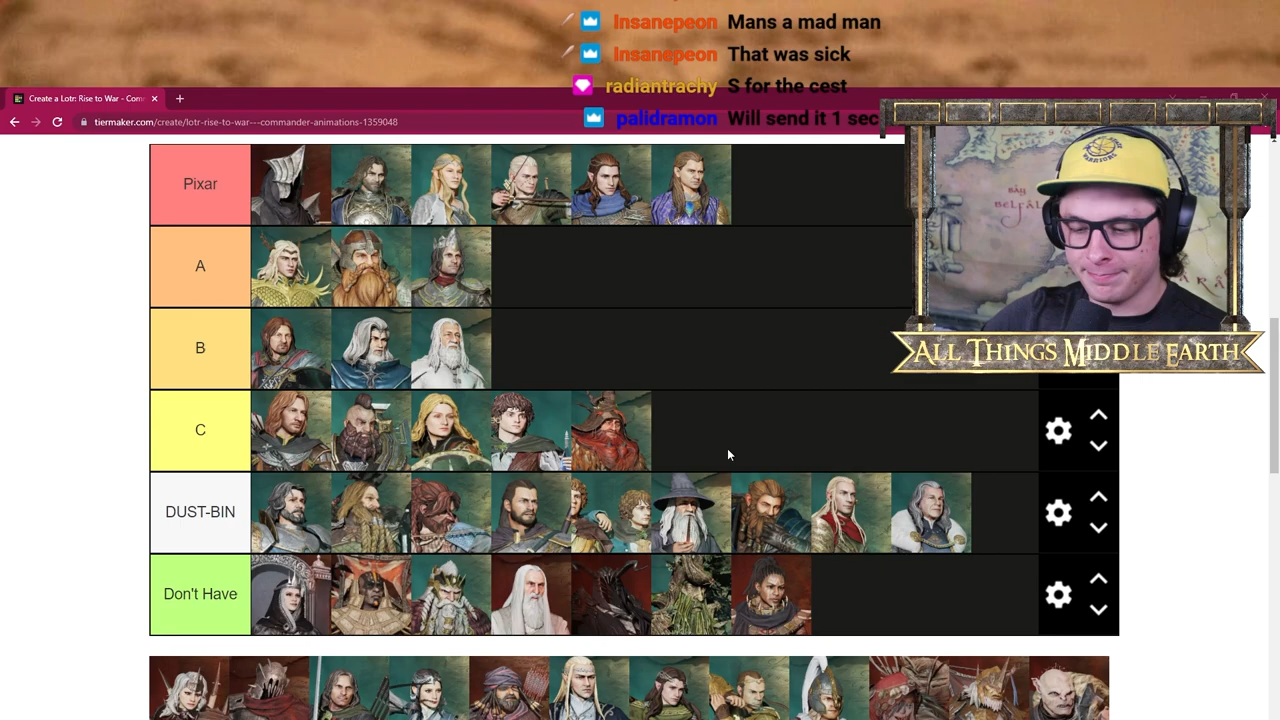 Insanepeon Mans a mad man
Insanepeon That was sick
radiantrachy S for the cest
palidramon Will send it 1 sec
Create a Lotr: Rise to War - Com
tiermaker.com/create/lotr-rise-to-war---commander-animations-1359048
WARRIORS
ALL THINGS MIDDLE EARTH
Pixar
A
B
C
DUST-BIN
Don't Have